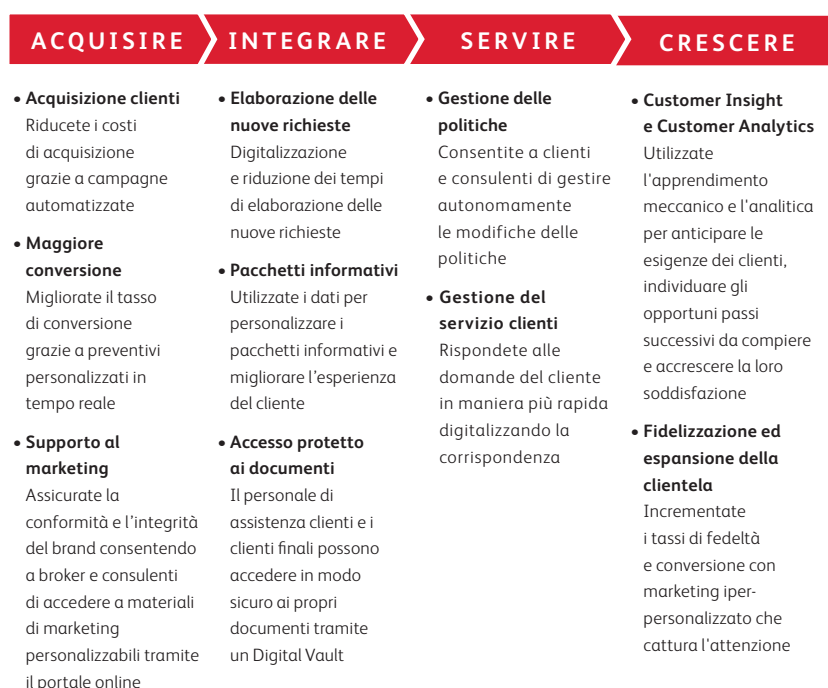 ACQUISIRE
INTEGRARE
SERVIRE
CRESCERE
• Acquisizione clienti
Riducete i costi
di acquisizione
grazie a campagne
automatizzate
• Maggiore
conversione
Migliorate il tasso
di conversione
grazie a preventivi
personalizzati in
tempo reale
• Supporto al
marketing
Assicurate la
conformità e l'integrità
del brand consentendo
a broker e consulenti
di accedere a materiali
di marketing
personalizzabili tramite
il portale online
• Elaborazione delle
nuove richieste
Digitalizzazione
e riduzione dei tempi
di elaborazione delle
nuove richieste
• Pacchetti informativi
Utilizzate i dati per
personalizzare i
pacchetti informativi e
migliorare l’esperienza
del cliente
• Accesso protetto
ai documenti
Il personale di
assistenza clienti e i
clienti finali possono
accedere in modo
sicuro ai propri
documenti tramite
un Digital Vault
• Gestione delle
politiche
Consentite a clienti
e consulenti di gestire
autonomamente
le modifiche delle
politiche
• Gestione del
servizio clienti
Rispondete alle
domande del cliente
in maniera più rapida
digitalizzando la
corrispondenza
• Customer Insight
e Customer Analytics
Utilizzate
l'apprendimento
meccanico e l'analitica
per anticipare le
esigenze dei clienti,
individuare gli
opportuni passi
successivi da compiere
e accrescere la loro
soddisfazione
• Fidelizzazione ed
espansione della
clientela
Incrementate
i tassi di fedeltà
e conversione con
marketing iper-
personalizzato che
cattura l'attenzione